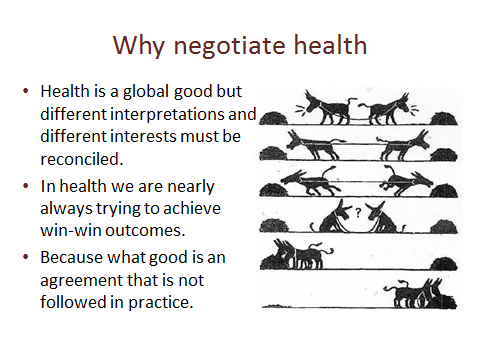 Why negotiate health
• Health is a global good but
different interpretations and
different interests must be
reconciled.
• In health we are nearly
always trying to achieve
win-win outcomes.
• Because what good is an
agreement that is not
followed in practice.
?